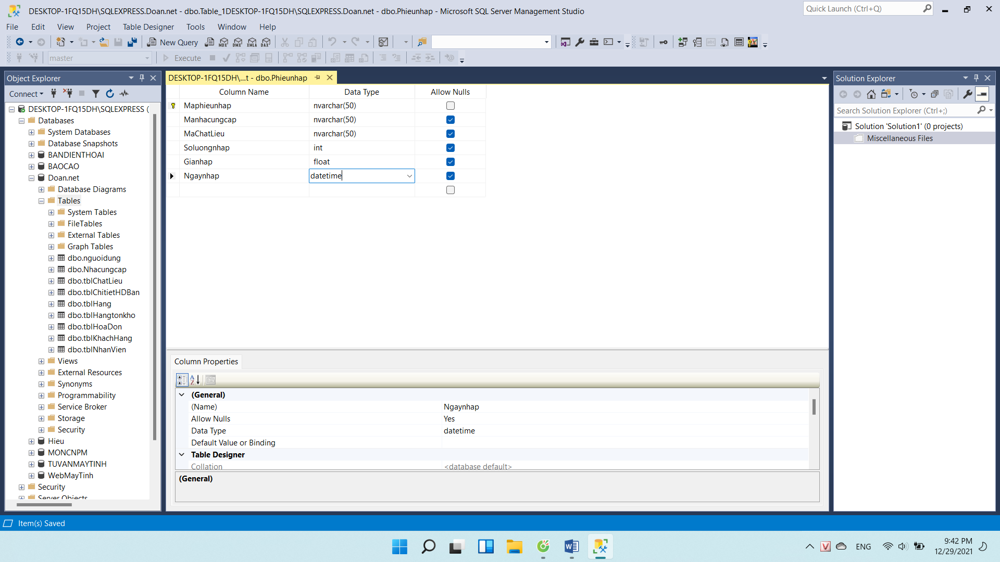 DESKTOP-1FQ15DH\SQLEXPRESS.Doan.net - dbo.Table_1DESKTOP-1FQ15DH\SQLEXPRESS.Doan.net - dbo.Phieunhap - Microsoft SQL Server Management Studio
Quick Launch (Ctrl+Q)
File Edit View Project Table Designer Tools Window Help
New Query
MDX DMX XMLA DAX
master
Execute
Object Explorer
Connect
DESKTOP-1FQ15DH\SQLEXPRESS (
Databases
System Databases
Database Snapshots
BANDIENTHOAI
BAOCAO
Doan.net
Database Diagrams
Tables
System Tables
FileTables
External Tables
Graph Tables
dbo.nguoidung
dbo.Nhacungcap
dbo.tblChatLieu
dbo.tblChitietHDBan
dbo.tblHang
dbo.tblHangtonkho
dbo.tblHoaDon
dbo.tblKhachHang
dbo.tblNhanVien
Views
External Resources
Synonyms
Programmability
Service Broker
Storage
Security
Hieu
MONCNPM
TUVANMAYTINH
WebMayTinh
Security
Server Objects
DESKTOP-1FQ15DH\...t - dbo.Phieunhap
Column Name Data Type Allow Nulls
Maphieunhap nvarchar(50)
Manhacungcap nvarchar(50)
MaChatLieu nvarchar(50)
Soluongnhap int
Gianhap float
Ngaynhap datetime
Column Properties
(General)
(Name) Ngaynhap
Allow Nulls Yes
Data Type datetime
Default Value or Binding
Table Designer
Collation <database default>
(General)
Solution Explorer
Search Solution Explorer (Ctrl+;)
Solution 'Solution1' (0 projects)
Miscellaneous Files
Item(s) Saved
ENG
9:42 PM
12/29/2021